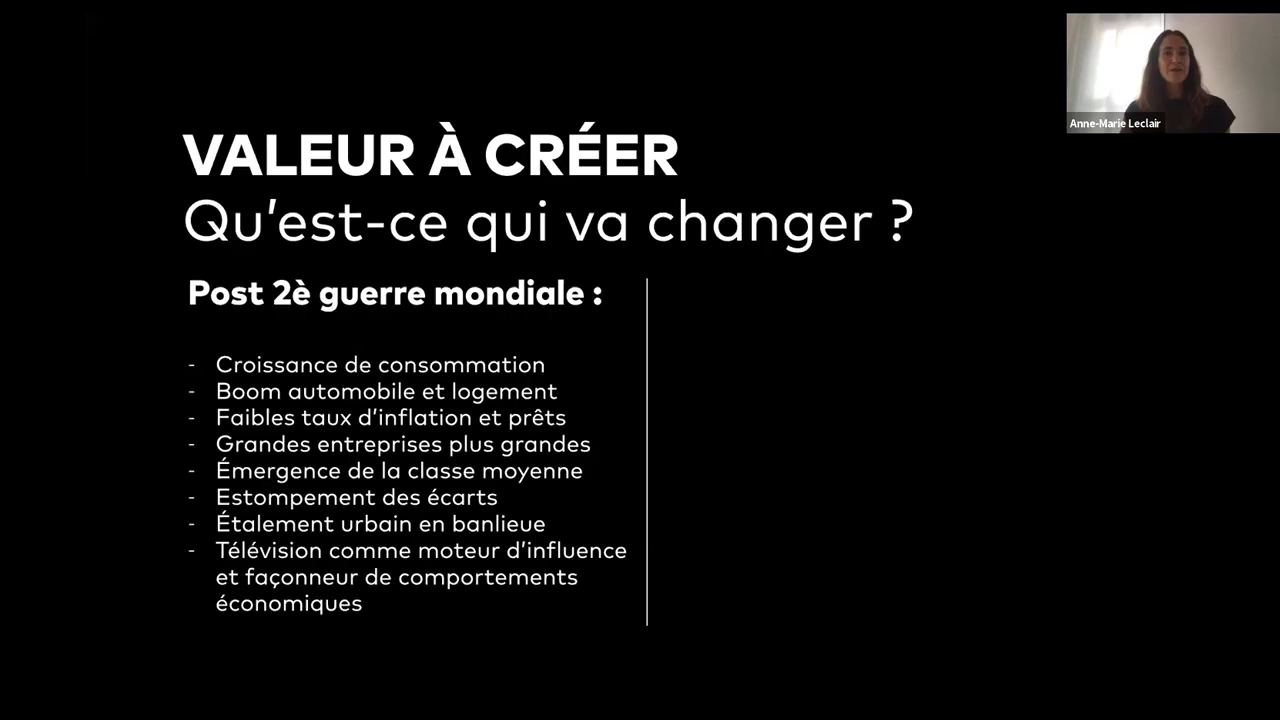 VALEUR À CRÉER
Qu’est-ce qui va changer ?
Post 2è guerre mondiale :
- Croissance de consommation
- Boom automobile et logement
- Faibles taux d’inflation et prêts
- Grandes entreprises plus grandes
- Émergence de la classe moyenne
- Estompement des écarts
- Étalement urbain en banlieue
- Télévision comme moteur d’influence
et façonneur de comportements
économiques
Anne-Marie Leclair